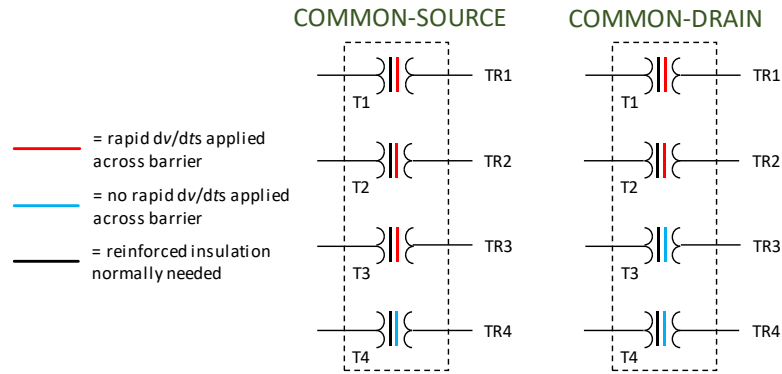 COMMON-SOURCE
COMMON-DRAIN
TR1
T1
TR2
T2
TR3
T3
TR4
T4
TR1
T1
TR2
T2
TR3
T3
TR4
T4
= rapid dv/dts applied
across barrier
= no rapid dv/dts applied
across barrier
= reinforced insulation
normally needed